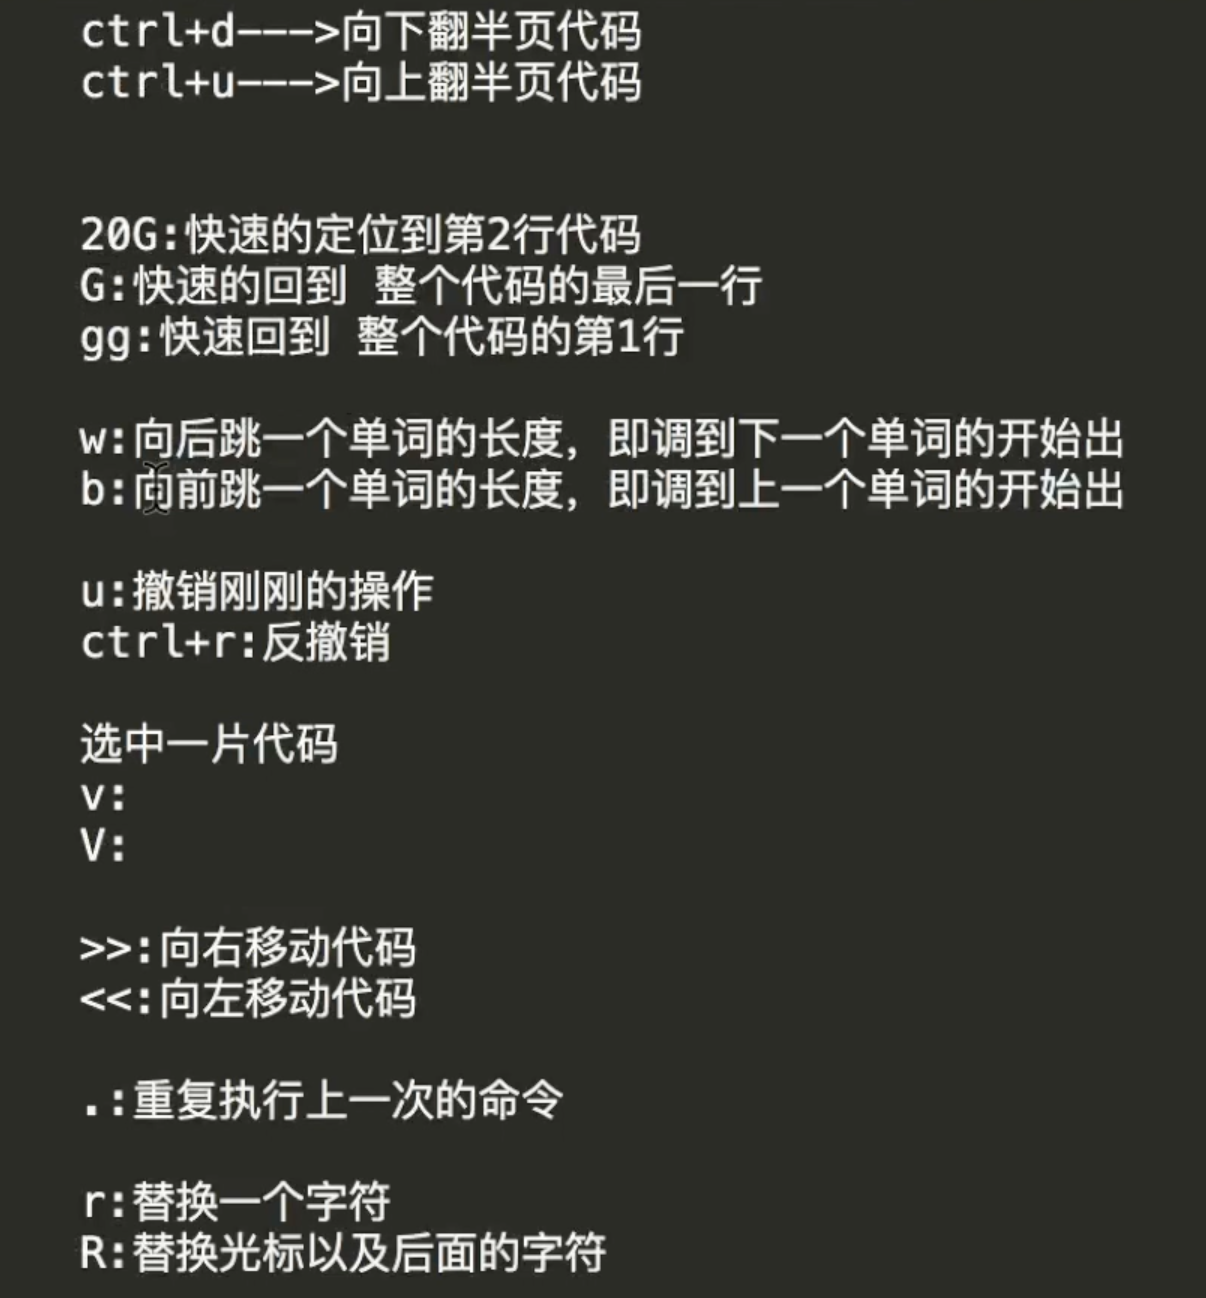 ctrl+d--->向下翻半页代码
ctrl+u--->向上翻半页代码
20G:快速的定位到第2行代码
G:快速的回到 整个代码的最后一行
gg:快速回到 整个代码的第1行
w:向后跳一个单词的长度，即调到下一个单词的开始出
b:向前跳一个单词的长度，即调到上一个单词的开始出
u:撤销刚刚的操作
ctrl+r:反撤销
选中一片代码
v:
V:
>>:向右移动代码
<<:向左移动代码
.:重复执行上一次的命令
r:替换一个字符
R:替换光标以及后面的字符